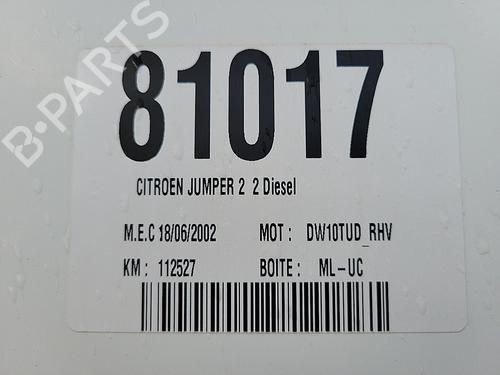 81017
B-PARTS
CITROEN JUMPER 2 2 Diesel
M.E.C 18/06/2002 MOT : DW10TUD_RHV
KM : 112527 BOITE : ML-UC